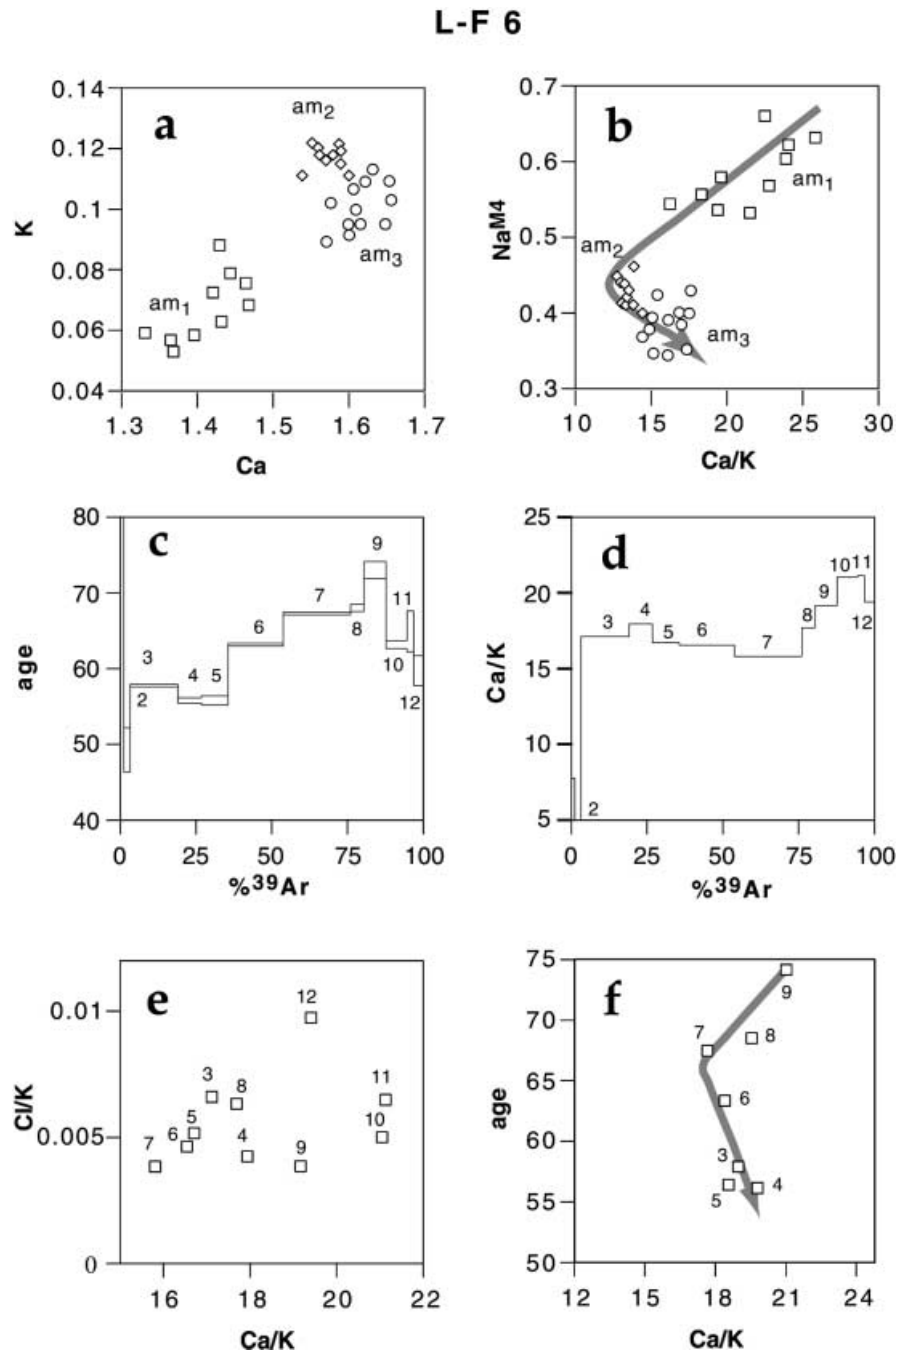 L-F 6
a
0.14
0.12
0.1
0.08
0.06
0.04
K
am2
am1
am3
1.3 1.4 1.5 1.6 1.7
Ca
b
0.7
0.6
0.5
0.4
0.3
NaM4
am1
am2
am3
10 15 20 25 30
Ca/K
c
80
70
60
50
40
age
9
7
11
6
8
3
4 5
10
2
12
0 25 50 75 100
%39Ar
d
25
20
15
10
5
Ca/K
10 11
9
3 4
8
12
5 6
7
2
0 25 50 75 100
%39Ar
e
0.01
0.005
0
Cl/K
12
3 8
11
5
6
7
4
10
9
16 18 20 22
Ca/K
f
75
70
65
60
55
50
age
9
7
8
6
3
5
4
12 15 18 21 24
Ca/K